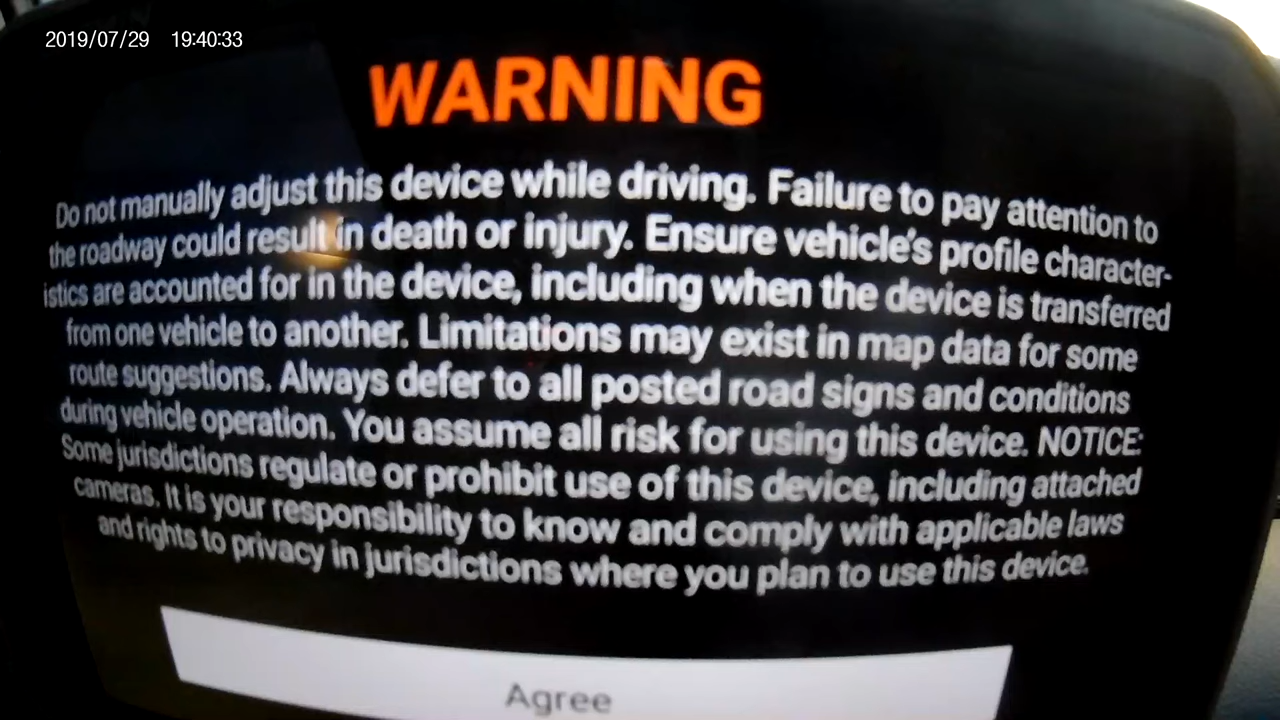 2019/07/29 19:40:33
WARNING
Do not manually adjust this device while driving. Failure to pay attention to
the roadway could result in death or injury. Ensure vehicle's profile character-
istics are accounted for in the device, including when the device is transferred
from one vehicle to another. Limitations may exist in map data for some
route suggestions. Always defer to all posted road signs and conditions
during vehicle operation. You assume all risk for using this device. NOTICE:
Some jurisdictions regulate or prohibit use of this device, including attached
cameras. It is your responsibility to know and comply with applicable laws
and rights to privacy in jurisdictions where you plan to use this device.
Agree